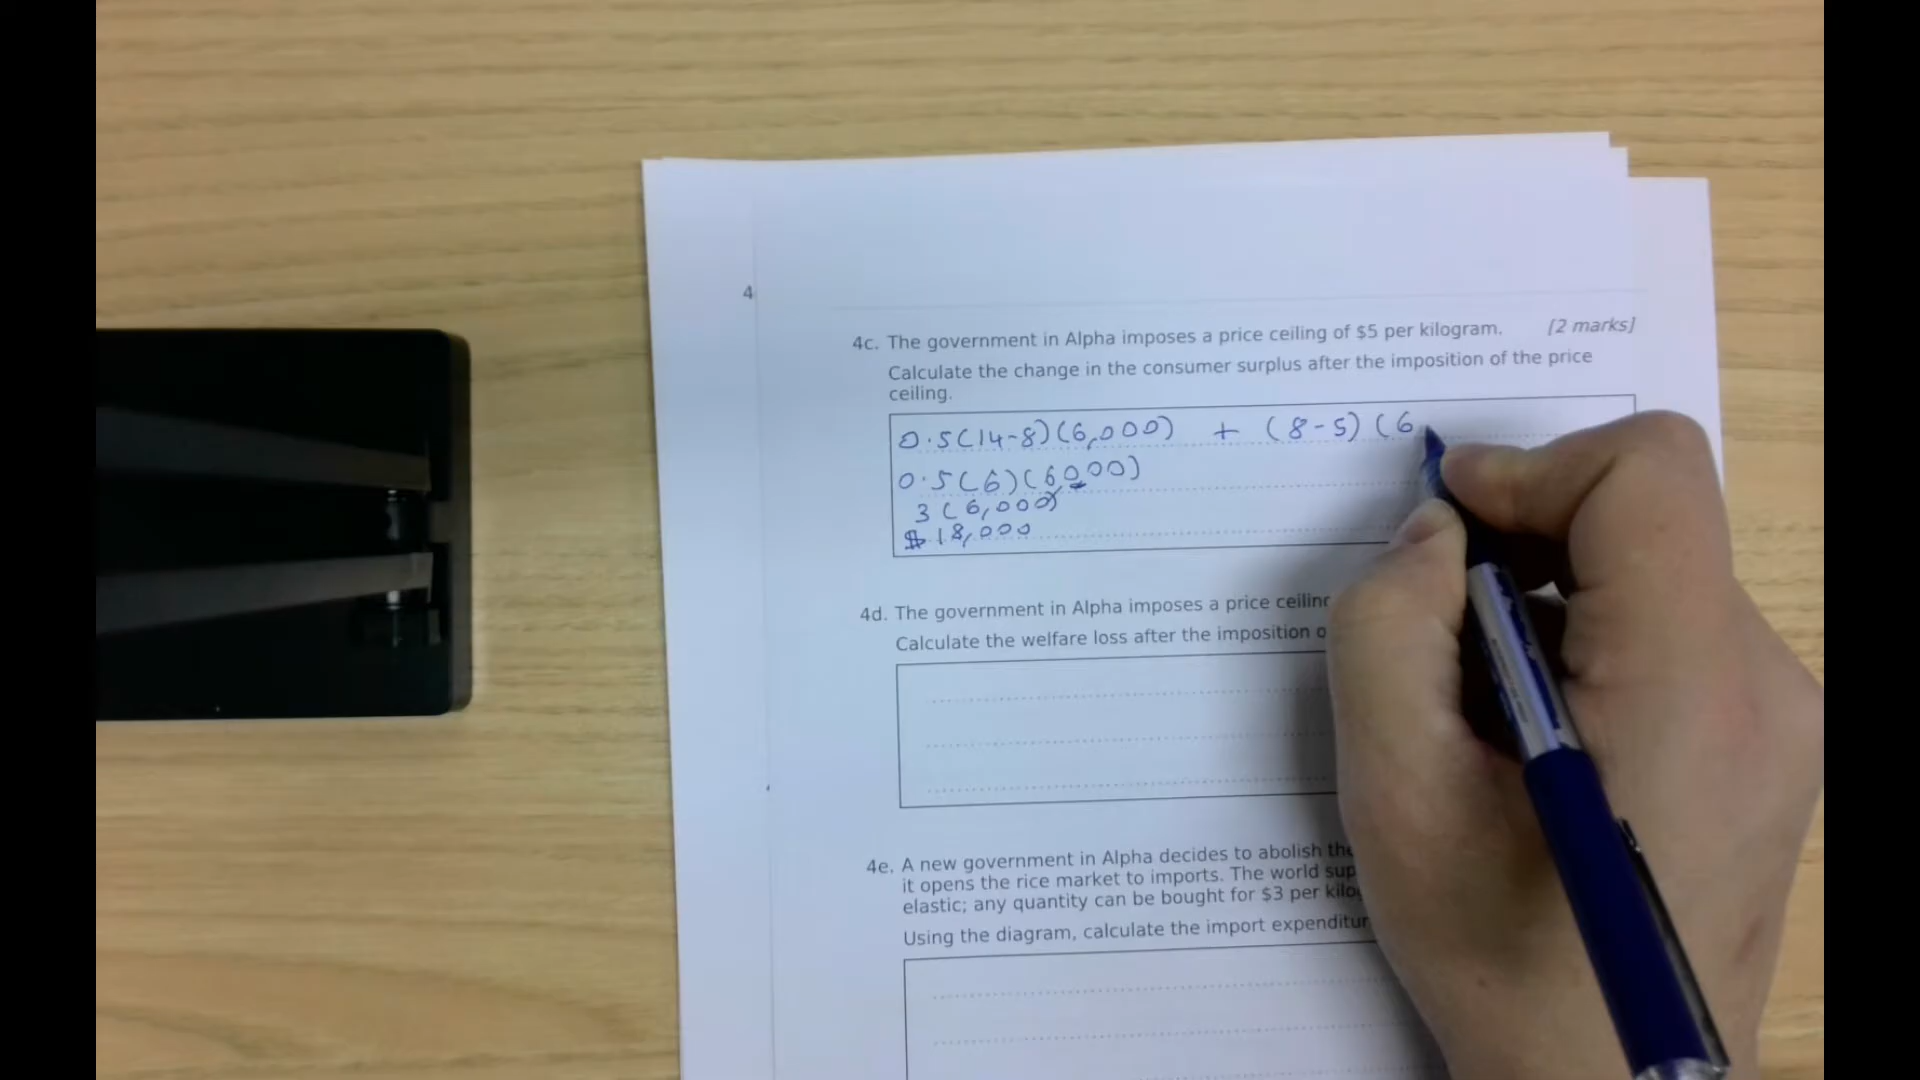 4
4c. The government in Alpha imposes a price ceiling of $5 per kilogram. [2 marks]
Calculate the change in the consumer surplus after the imposition of the price
ceiling.
0.5(14-8)(6,000) + (8-5)(6
0.5(6)(6,000)
3(6,000)
$18,000
4d. The government in Alpha imposes a price ceiling
Calculate the welfare loss after the imposition o
4e. A new government in Alpha decides to abolish the
it opens the rice market to imports. The world sup
elastic; any quantity can be bought for $3 per kilog
Using the diagram, calculate the import expenditur